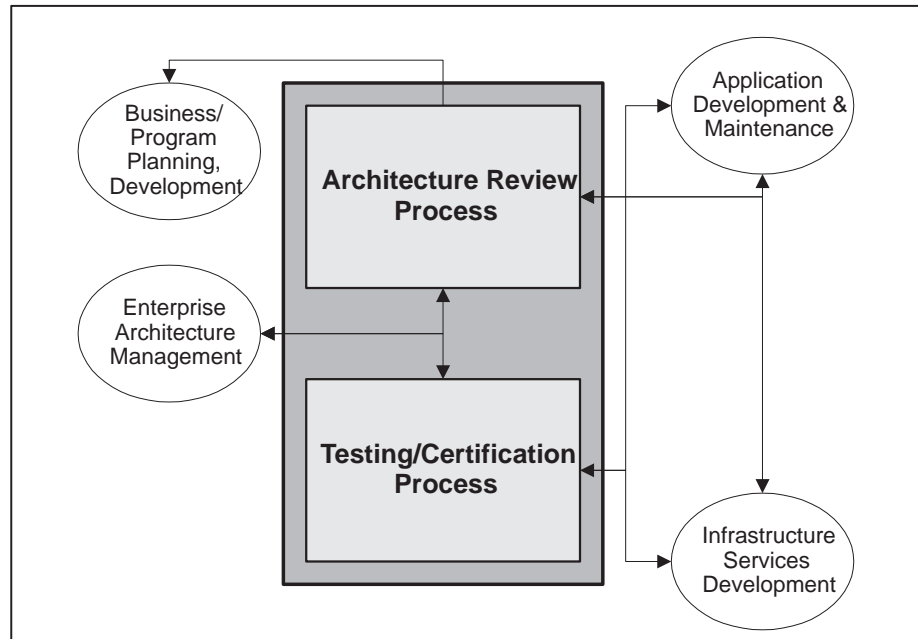 Business/
Program
Planning,
Development
Application
Development &
Maintenance
Architecture Review
Process
Enterprise
Architecture
Management
Testing/Certification
Process
Infrastructure
Services
Development